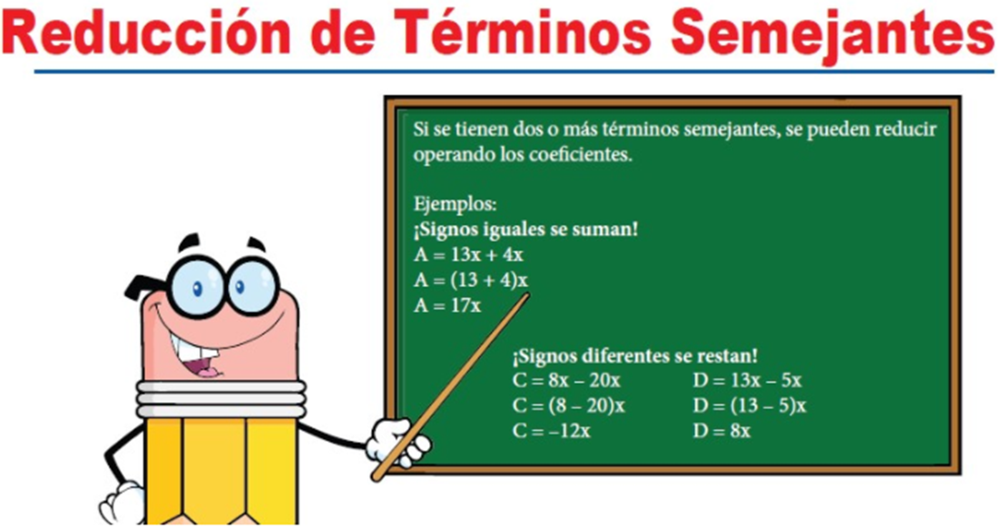 Reducción de Términos Semejantes
Si se tienen dos o más términos semejantes, se pueden reducir
operando los coeficientes.
Ejemplos:
¡Signos iguales se suman!
A = 13x + 4x
A = (13 + 4)x
A = 17x
¡Signos diferentes se restan!
C = 8x – 20x
C = (8 – 20)x
C = –12x
D = 13x – 5x
D = (13 – 5)x
D = 8x